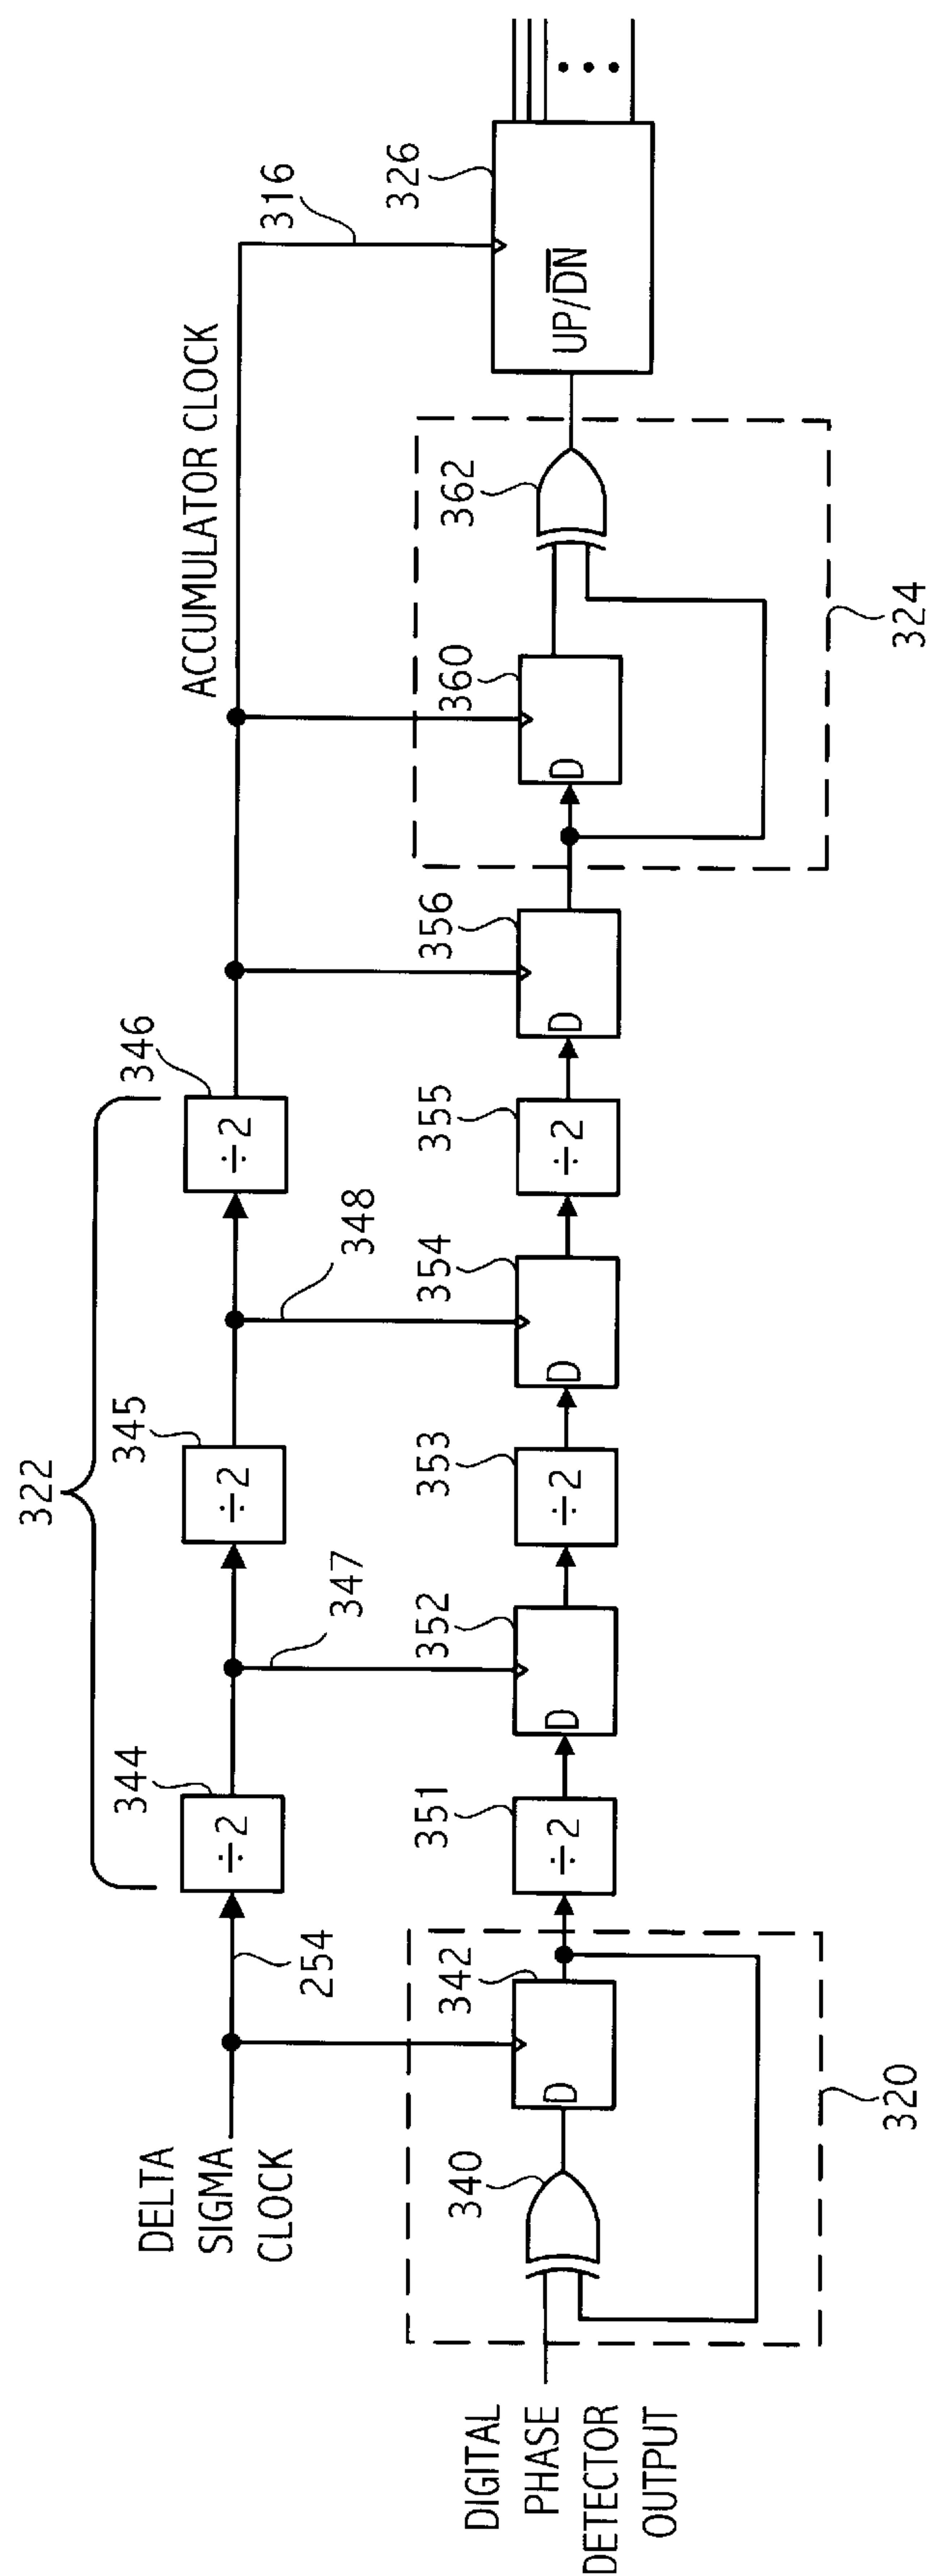 322
344
345
346
ACCUMULATOR CLOCK
316
DELTA
SIGMA
CLOCK
254
÷2
÷2
÷2
347
348
326
340
342
351
352
353
354
355
356
360
362
D
÷2
D
÷2
D
÷2
D
D
UP/DN
DIGITAL
PHASE
DETECTOR
OUTPUT
320
324